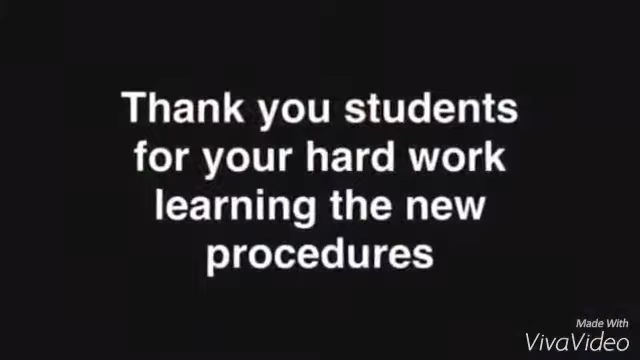 Thank you students
for your hard work
learning the new
procedures
Made With
VivaVideo